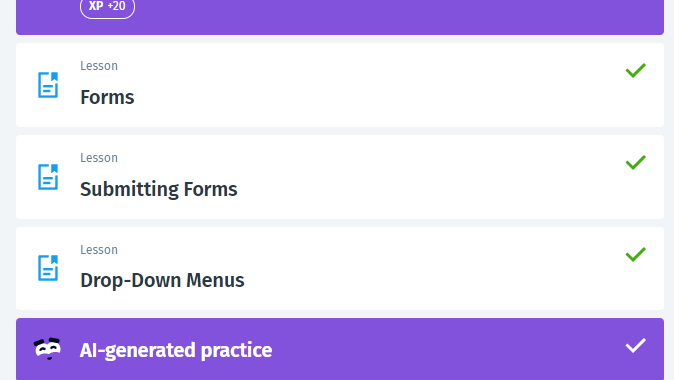 XP +20
Lesson
Forms
Lesson
Submitting Forms
Lesson
Drop-Down Menus
AI-generated practice